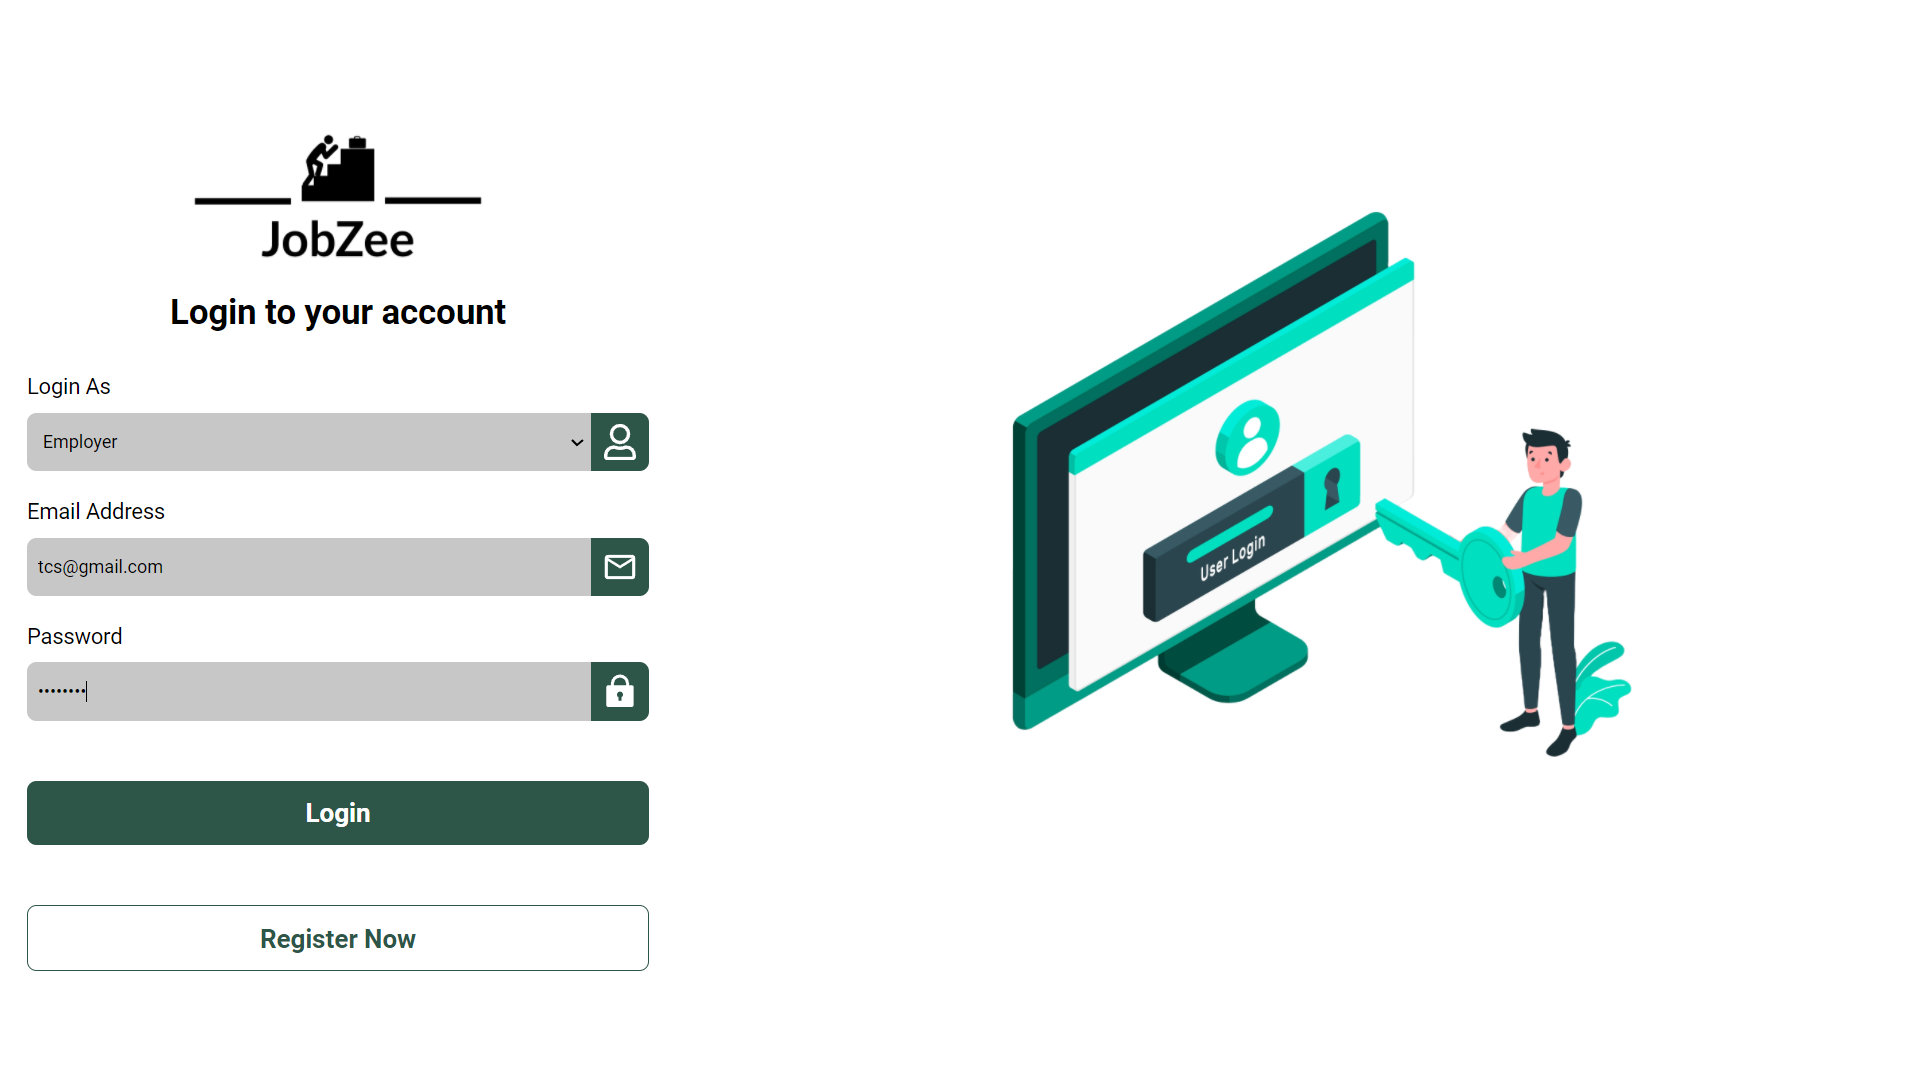 JobZee
Login to your account
Login As
Employer
Email Address
tcs@gmail.com
Password
••••••••
Login
Register Now
User Login